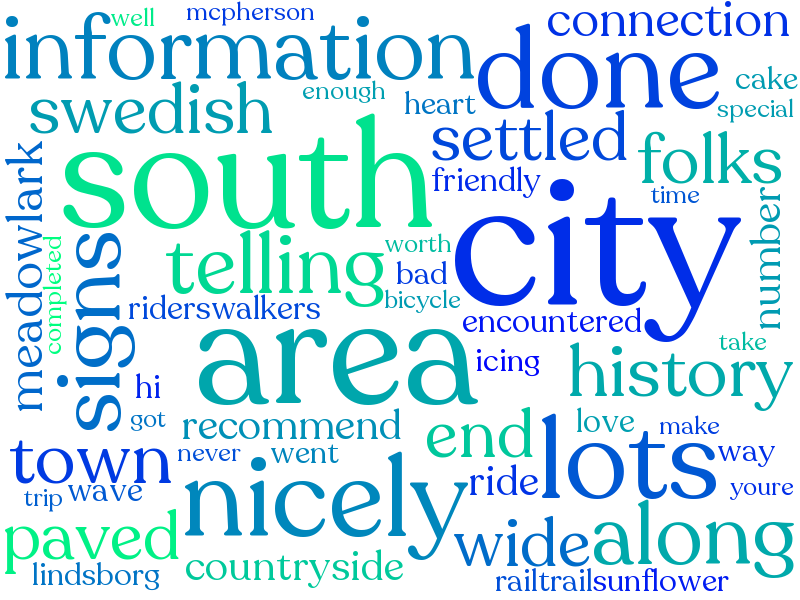 well
mcpherson
connection
information
done
enough
cake
swedish
heart
special
south
settled
folks
friendly
time
meadowlark
city
number
signs
telling
worth
completed
bad
bicycle
riderswalkers
encountered
area
take
icing
history
hi
got
recommend
end
lots
love
make
town
never
went
nicely
ride
way
trip
wave
youre
paved
wide
along
lindsborg
countryside
railtrail
sunflower